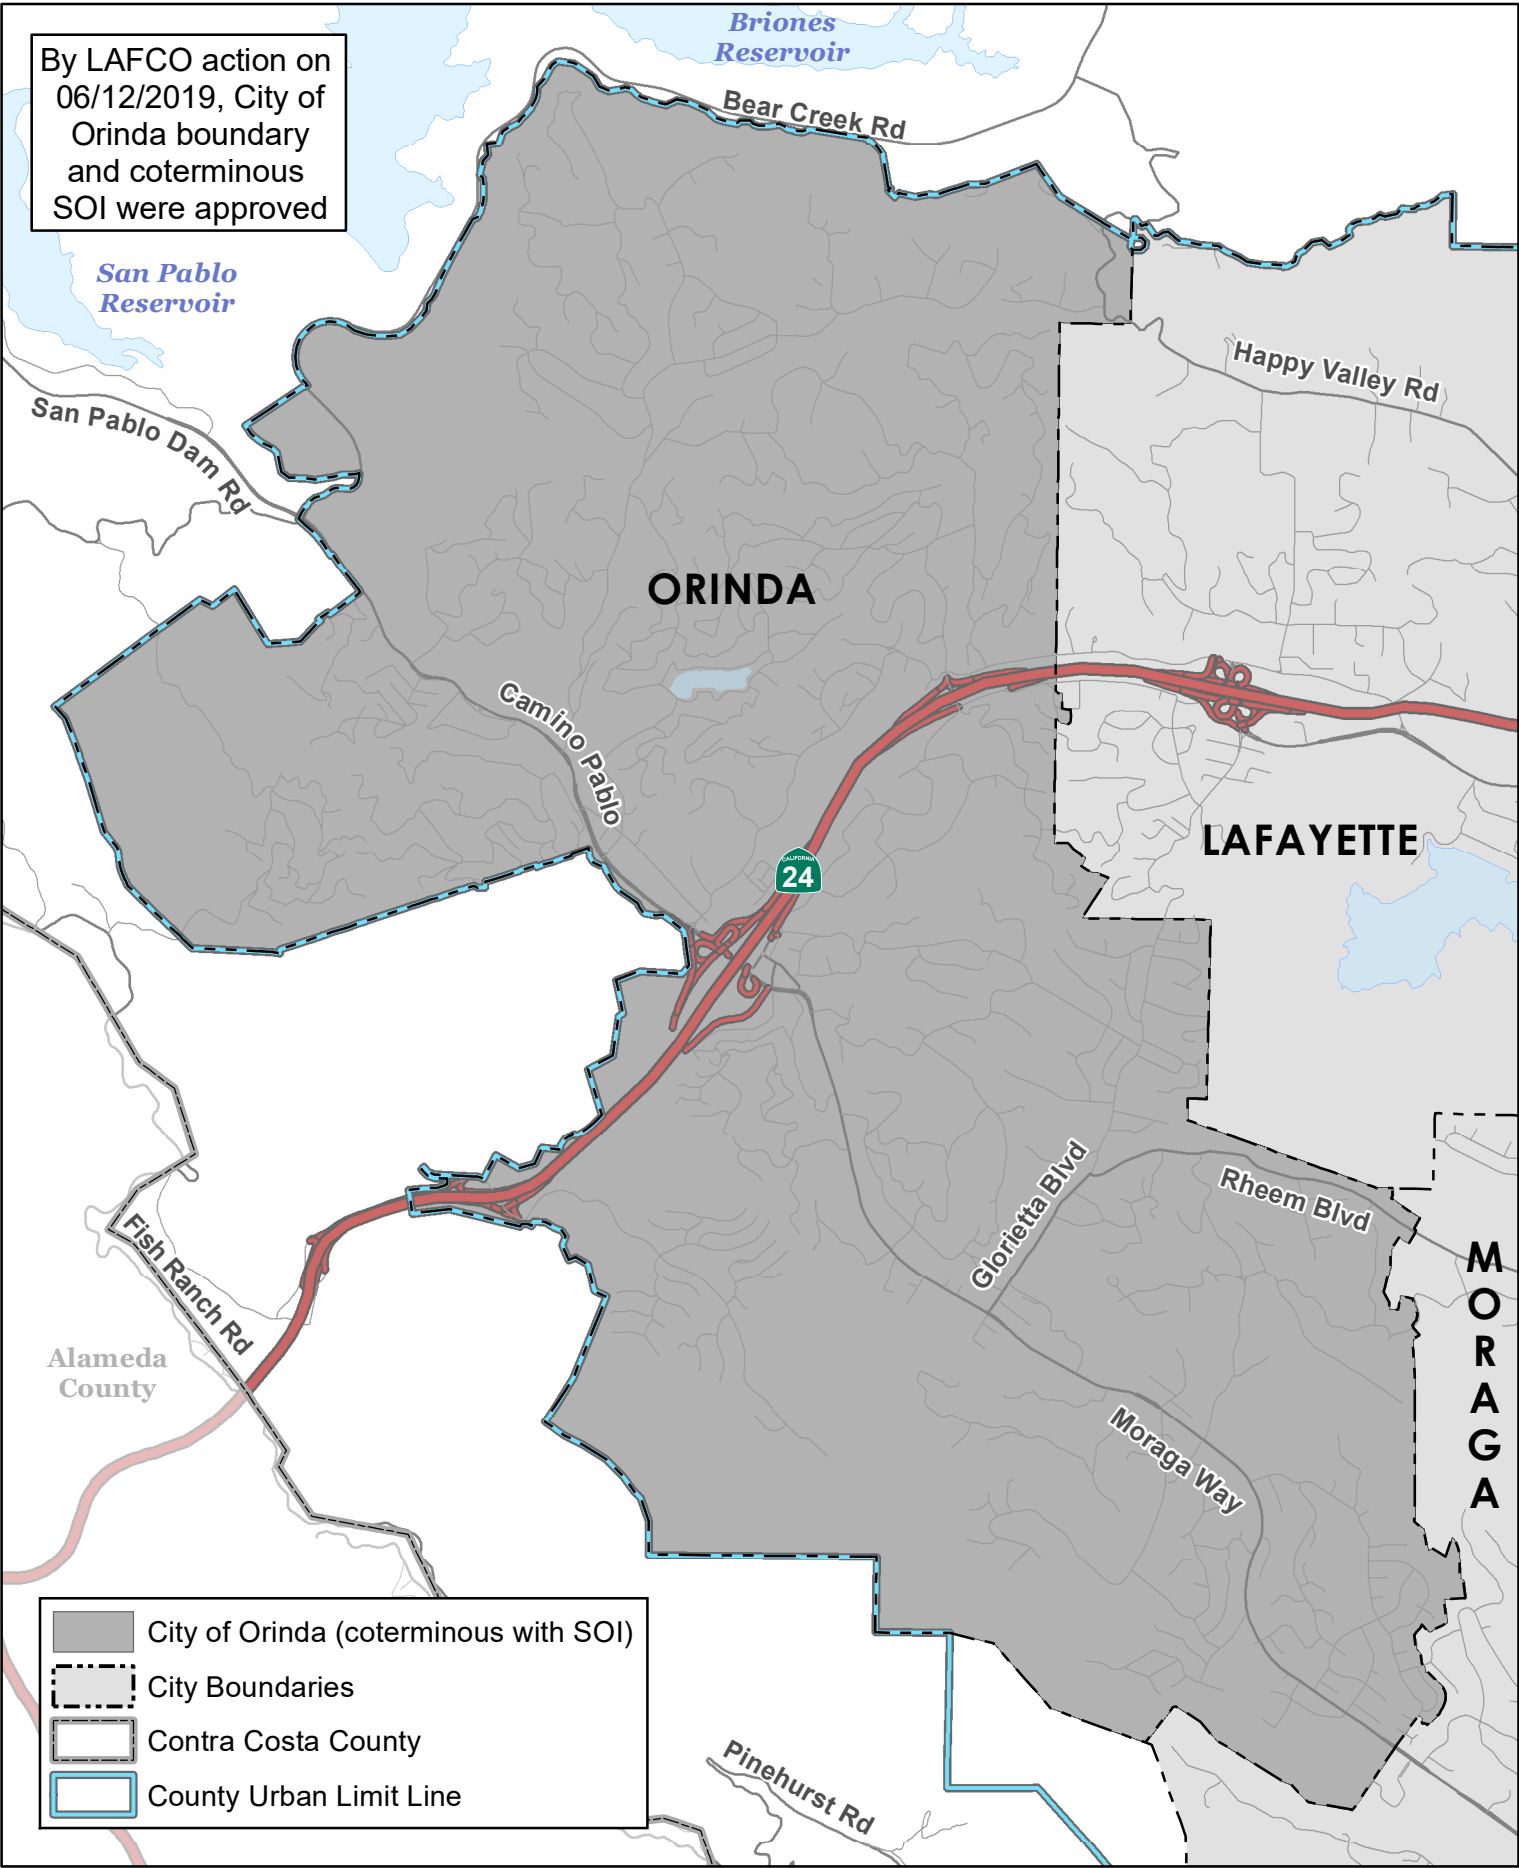 By LAFCO action on
06/12/2019, City of
Orinda boundary
and coterminous
SOI were approved
Briones
Reservoir
Bear Creek Rd
San Pablo
Reservoir
Happy Valley Rd
San Pablo Dam Rd
ORINDA
Camino Pablo
LAFAYETTE
CALIFORNIA
24
Glorietta Blvd
Rheem Blvd
Fish Ranch Rd
MORAGA
Alameda
County
Moraga Way
City of Orinda (coterminous with SOI)
City Boundaries
Contra Costa County
County Urban Limit Line
Pinehurst Rd